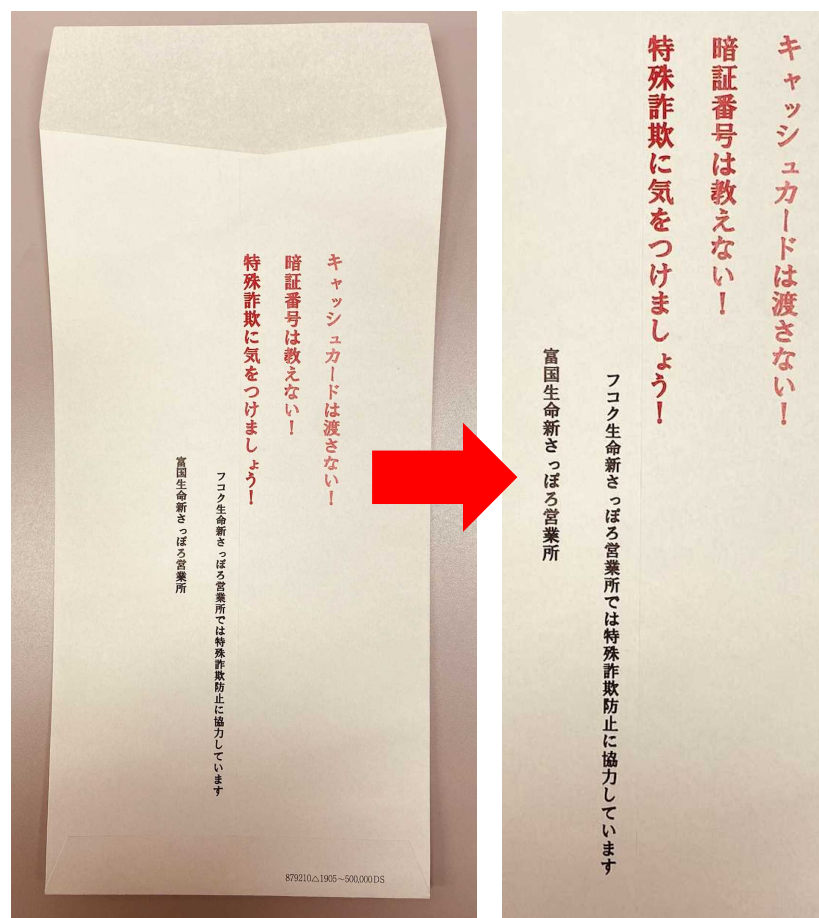 キャッシュカードは渡さない！
暗証番号は教えない！
特殊詐欺に気をつけましょう！
フコク生命新さっぽろ営業所では特殊詐欺防止に協力しています
富国生命新さっぽろ営業所
879210△1905〜500,000DS
キャッシュカードは渡さない！
暗証番号は教えない！
特殊詐欺に気をつけましょう！
フコク生命新さっぽろ営業所では特殊詐欺防止に協力しています
富国生命新さっぽろ営業所